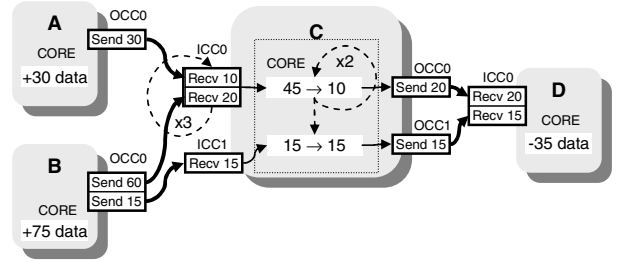 A
CORE
+30 data
OCC0
Send 30
B
CORE
+75 data
OCC0
Send 60
Send 15
ICC0
Recv 10
Recv 20
x3
ICC1
Recv 15
C
CORE
x2
45 → 10
15 → 15
OCC0
Send 20
OCC1
Send 15
ICC0
Recv 20
Recv 15
D
CORE
-35 data